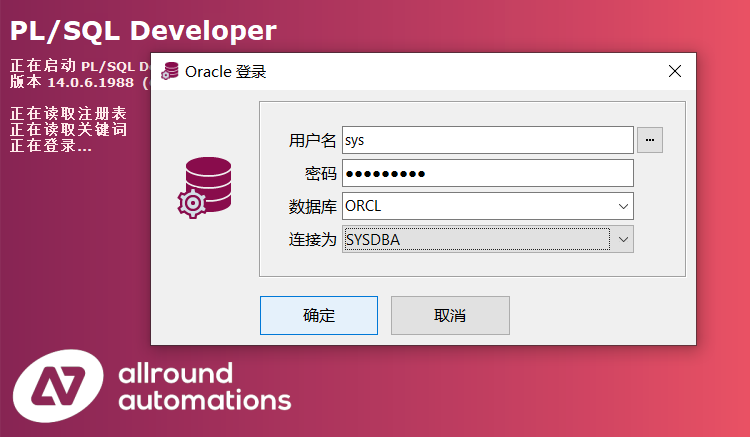 PL/SQL Developer
正在启动 PL/SQL De
版本 14.0.6.1988 (
正在读取注册表
正在读取关键词
正在登录...
Oracle 登录
用户名 sys ...
密码 ●●●●●●●●●
数据库 ORCL
连接为 SYSDBA
确定 取消
allround
automations